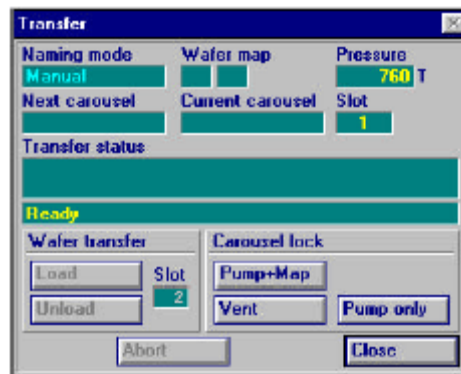 Transfer
Naming mode Wafer map Pressure
Manual 760 T
Next carousel Current carousel Slot
1
Transfer status
Ready
Wafer transfer Carousel lock
Load Slot Pump+Map
Unload 2 Vent Pump only
Abort Close